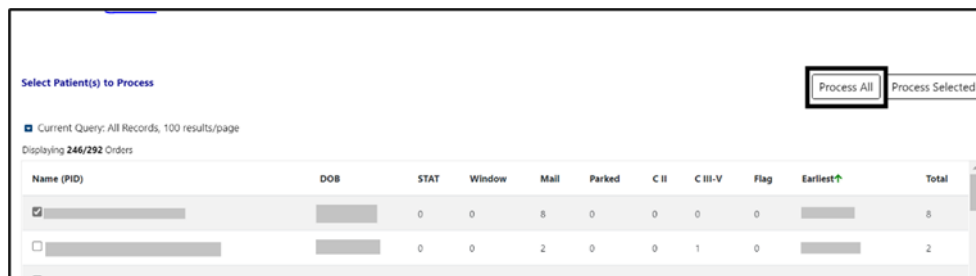 Select Patient(s) to Process
Process All Process Selected
Current Query: All Records, 100 results/page
Displaying 246/292 Orders
Name (PID) DOB STAT Window Mail Parked C II C III-V Flag Earliest↑ Total
0 0 8 0 0 0 0 8
0 0 2 0 0 1 0 2